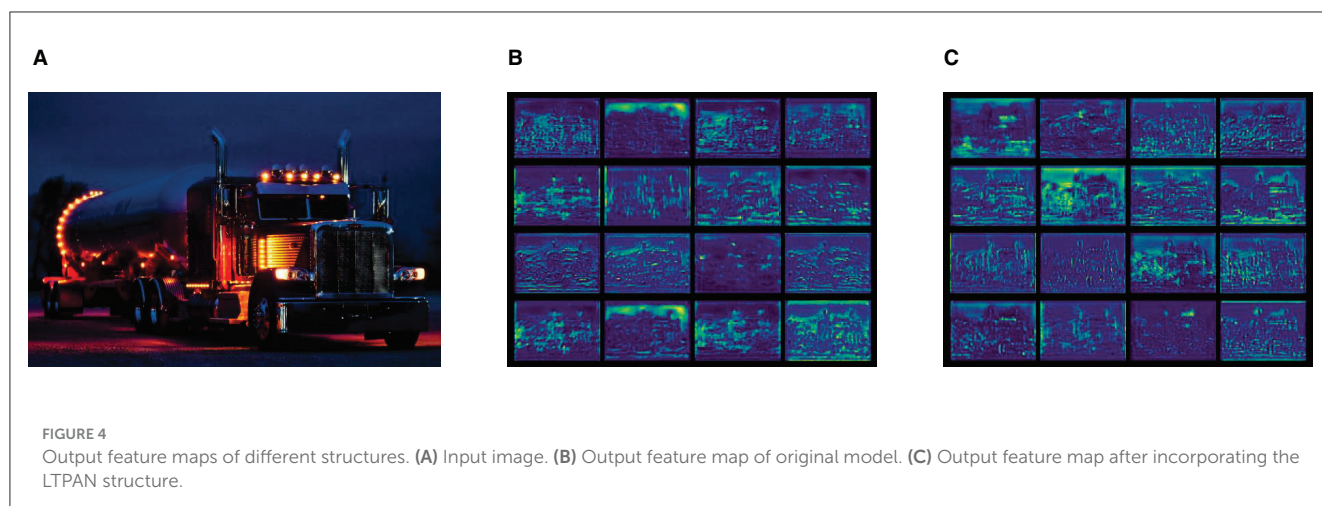 A
B
C
FIGURE 4
Output feature maps of different structures. (A) Input image. (B) Output feature map of original model. (C) Output feature map after incorporating the
LTPAN structure.